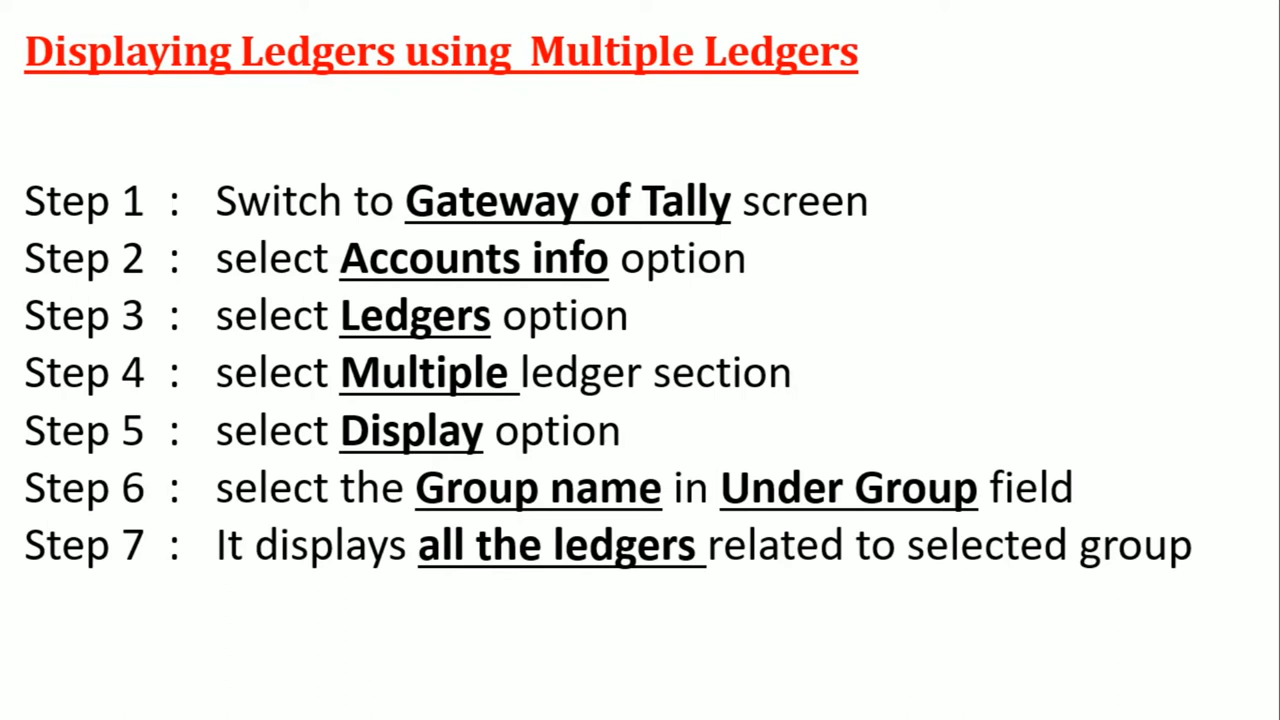 Displaying Ledgers using Multiple Ledgers
Step 1 : Switch to Gateway of Tally screen
Step 2 : select Accounts info option
Step 3 : select Ledgers option
Step 4 : select Multiple ledger section
Step 5 : select Display option
Step 6 : select the Group name in Under Group field
Step 7 : It displays all the ledgers related to selected group